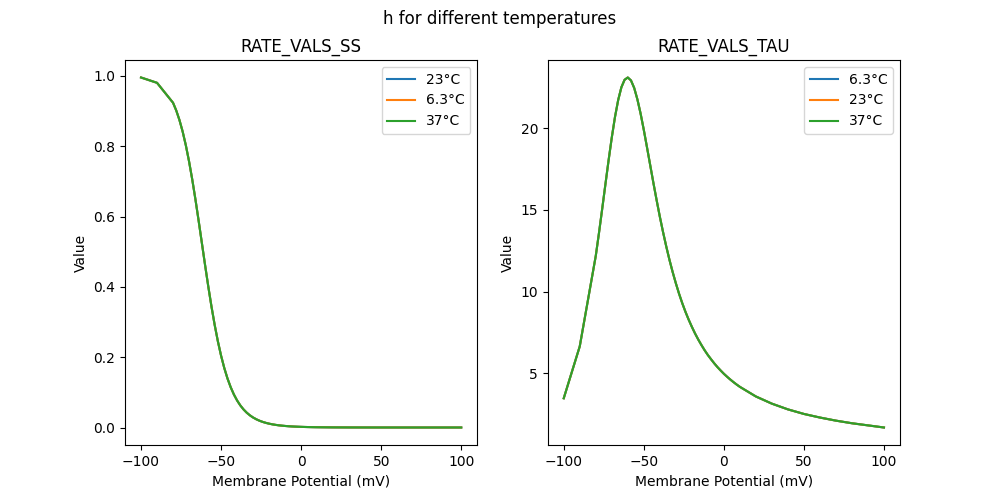 h for different temperatures
RATE_VALS_SS
1.0
0.8
0.6
0.4
0.2
0.0
Value
−100
−50
0
50
100
Membrane Potential (mV)
23°C
6.3°C
37°C
RATE_VALS_TAU
20
15
10
5
Value
−100
−50
0
50
100
Membrane Potential (mV)
6.3°C
23°C
37°C